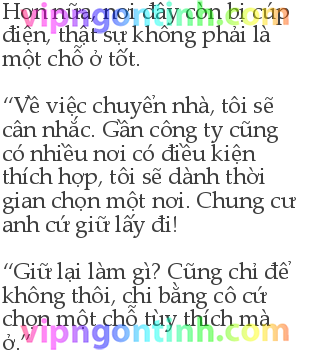 Hơn nữa, nơi đây còn bị cúp
điện, thật sự không phải là
một chỗ ở tốt.
“Về việc chuyển nhà, tôi sẽ
cân nhắc. Gần công ty cũng
có nhiều nơi có điều kiện
thích hợp, tôi sẽ dành thời
gian chọn một nơi. Chung cư
anh cứ giữ lấy đi!
“Giữ lại làm gì? Cũng chỉ để
không thôi, chi bằng cô cứ
chọn một chỗ tùy thích mà
ở.”
vipngontinh.com
vipngontinh.com
vipngontinh.com